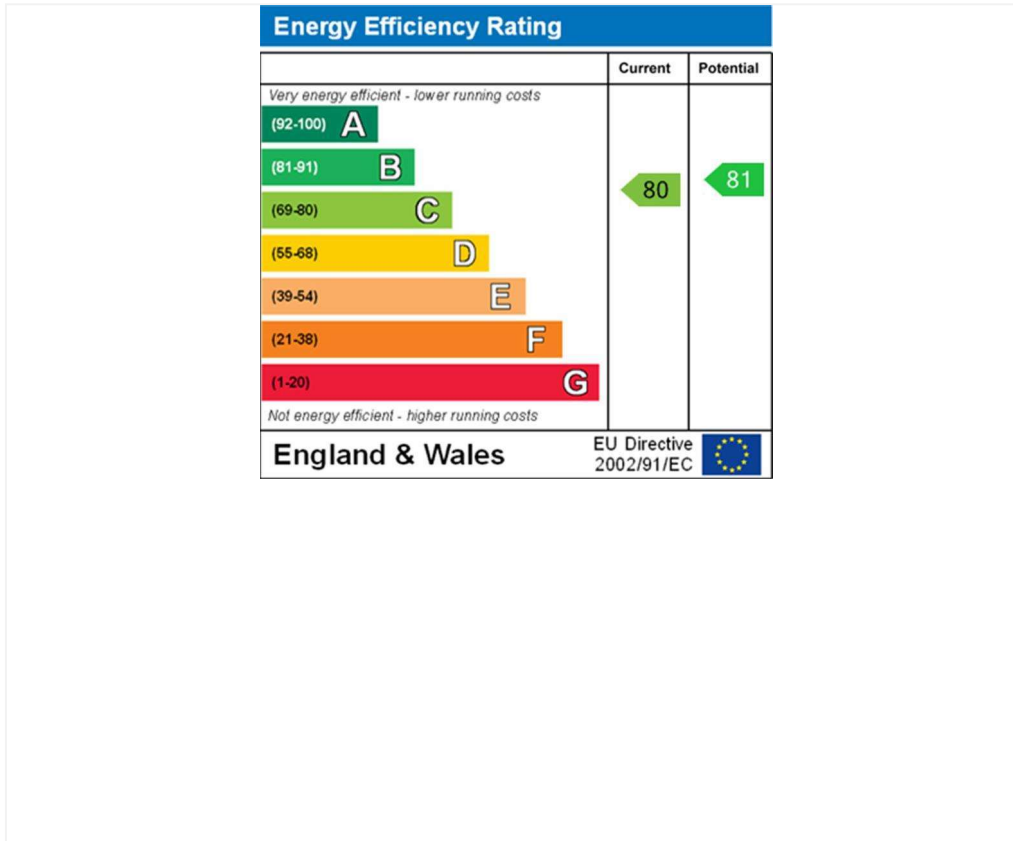 Energy Efficiency Rating
Current Potential
Very energy efficient - lower running costs
(92-100) A
(81-91) B
(69-80) C
(55-68) D
(39-54) E
(21-38) F
(1-20) G
80
81
Not energy efficient - higher running costs
England & Wales
EU Directive
2002/91/EC